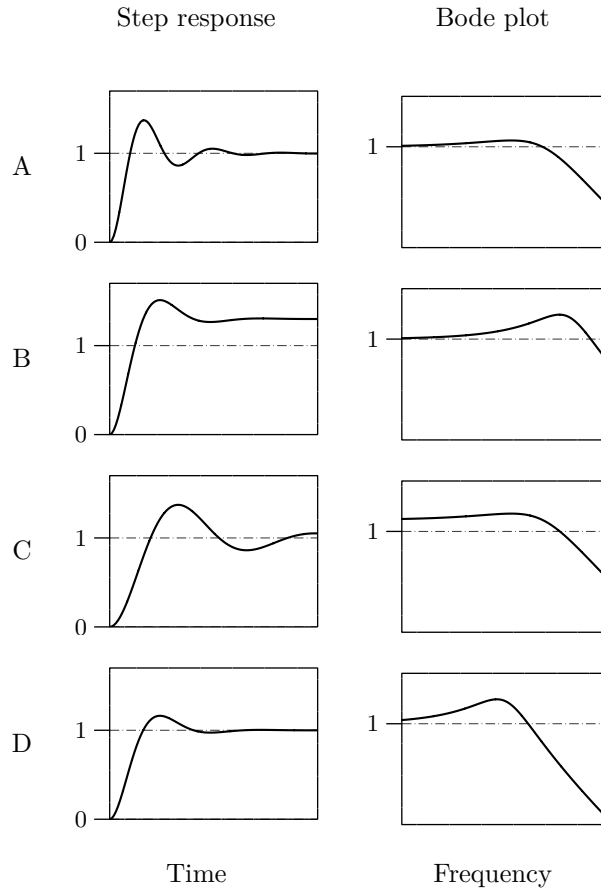 Step response Bode plot
A 1 0 1
B 1 0 1
C 1 0 1
D 1 0 1
Time Frequency